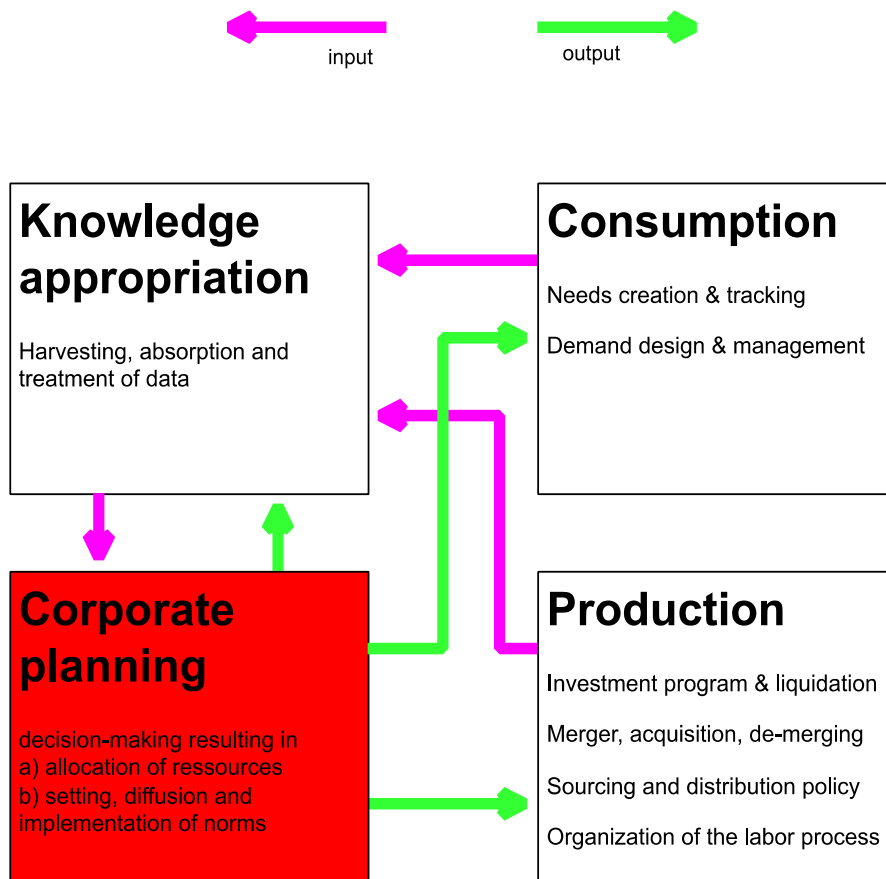 input
output
Knowledge
appropriation
Harvesting, absorption and
treatment of data
Consumption
Needs creation & tracking
Demand design & management
Corporate
planning
decision-making resulting in
a) allocation of ressources
b) setting, diffusion and
implementation of norms
Production
Investment program & liquidation
Merger, acquisition, de-merging
Sourcing and distribution policy
Organization of the labor process